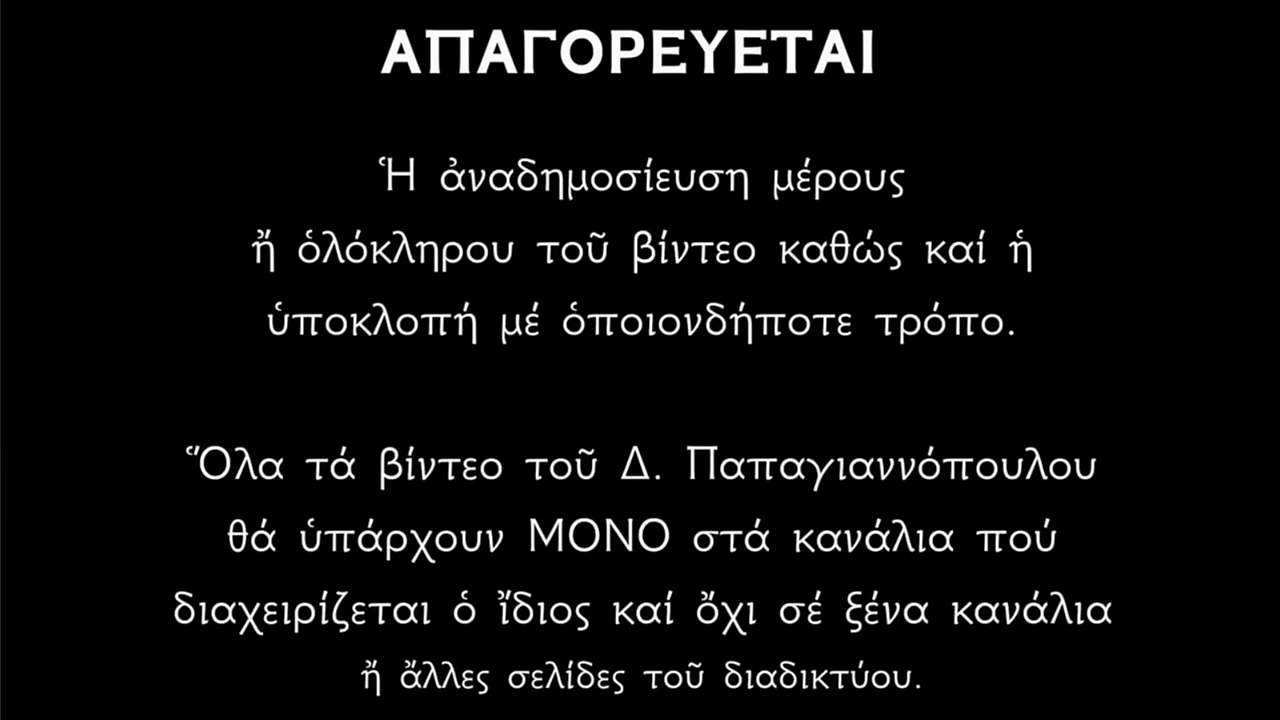 ΑΠΑΓΟΡΕΥΕΤΑΙ
Ἡ ἀναδημοσίευση μέρους
ἤ ὁλόκληρου τοῦ βίντεο καθώς καί ἡ
ὑποκλοπή μέ ὁποιονδήποτε τρόπο.
Ὅλα τά βίντεο τοῦ Δ. Παπαγιαννόπουλου
θά ὑπάρχουν ΜΟΝΟ στά κανάλια πού
διαχειρίζεται ὁ ἴδιος καί ὄχι σέ ξένα κανάλια
ἤ ἄλλες σελίδες τοῦ διαδικτύου.